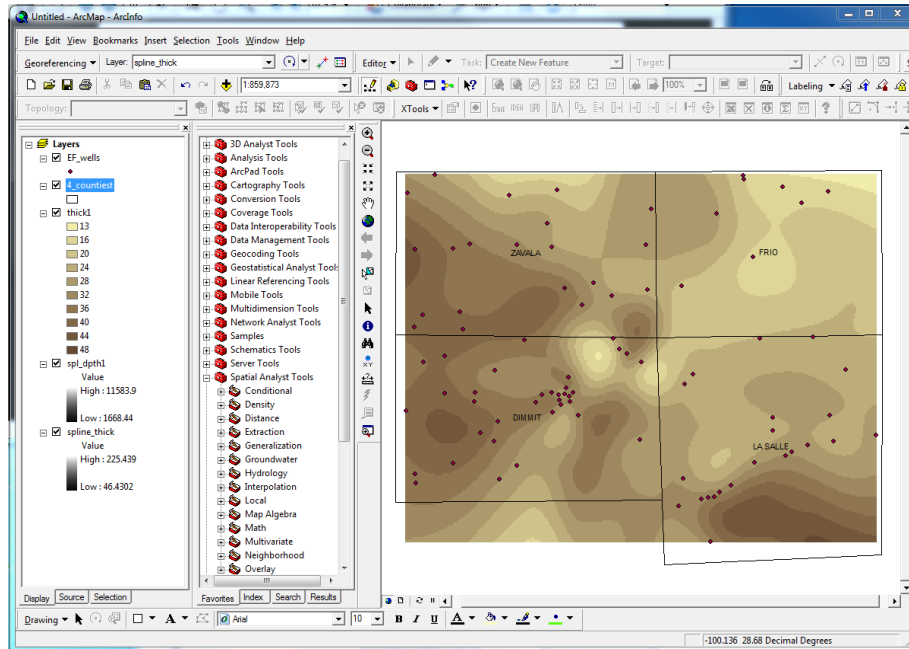 Untitled - ArcMap - ArcInfo
File Edit View Bookmarks Insert Selection Tools Window Help
Georeferencing Layer: spline_thick Editor Task: Create New Feature Target:
1:859,873 100% Labeling
Topology: XTools
Layers
EF_wells
4_countiest
thick1
13
16
20
24
28
32
36
40
44
48
spl_dpth1
Value
High : 11583.9
Low : 1668.44
spline_thick
Value
High : 225.439
Low : 46.4302
Display Source Selection
3D Analyst Tools
Analysis Tools
ArcPad Tools
Cartography Tools
Conversion Tools
Coverage Tools
Data Interoperability Tools
Data Management Tools
Geocoding Tools
Geostatistical Analyst Tools
Linear Referencing Tools
Mobile Tools
Multidimension Tools
Network Analyst Tools
Samples
Schematics Tools
Server Tools
Spatial Analyst Tools
Conditional
Density
Distance
Extraction
Generalization
Groundwater
Hydrology
Interpolation
Local
Map Algebra
Math
Multivariate
Neighborhood
Overlay
Favorites Index Search Results
XY
ZAVALA FRIO
DIMMIT LA SALLE
Drawing A Arial 10 B I U A
-100.136 28.68 Decimal Degrees